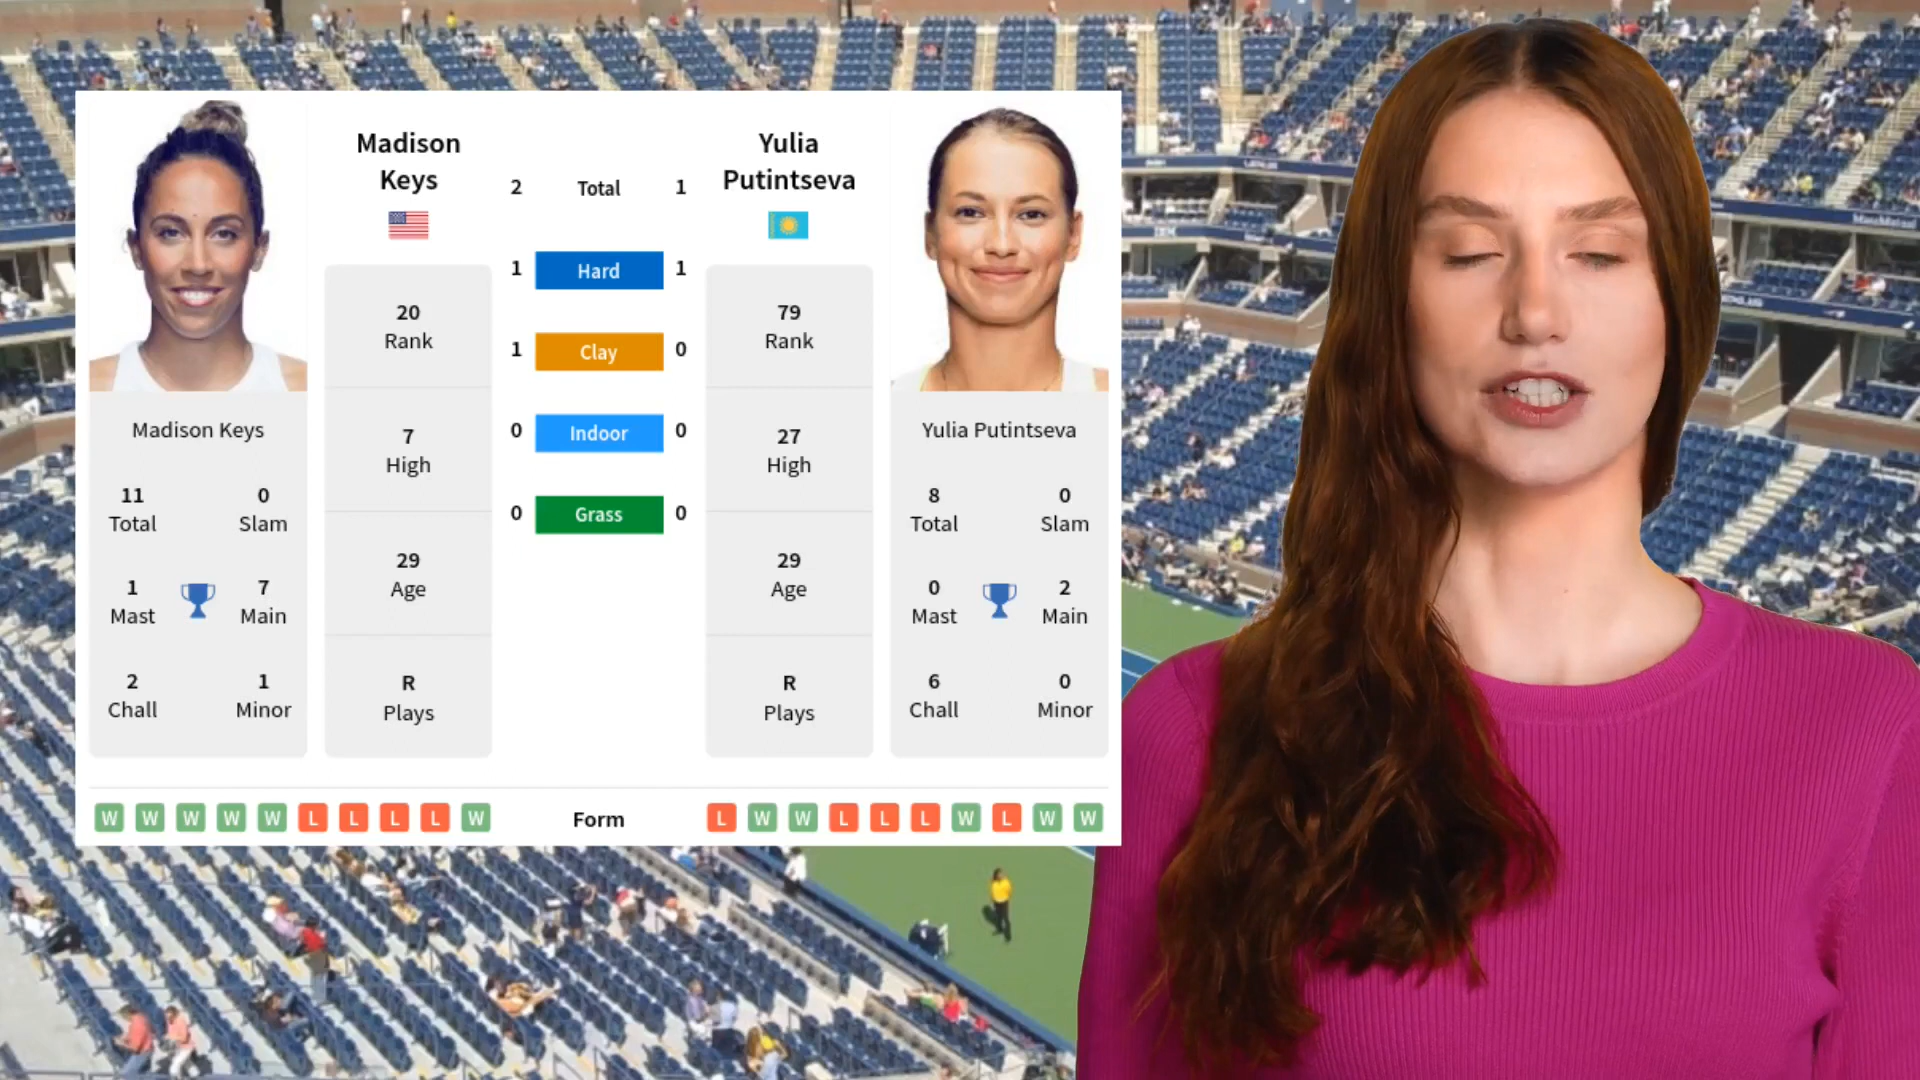 Madison
Keys
2 Total 1
Yulia
Putintseva
1 Hard 1
1 Clay 0
0 Indoor 0
0 Grass 0
20
Rank
7
High
29
Age
R
Plays
79
Rank
27
High
29
Age
R
Plays
Madison Keys
11 0
Total Slam
1 7
Mast Main
2 1
Chall Minor
Yulia Putintseva
8 0
Total Slam
0 2
Mast Main
6 0
Chall Minor
W W W W W L L L L W Form L W W L L L W L W W
IBM